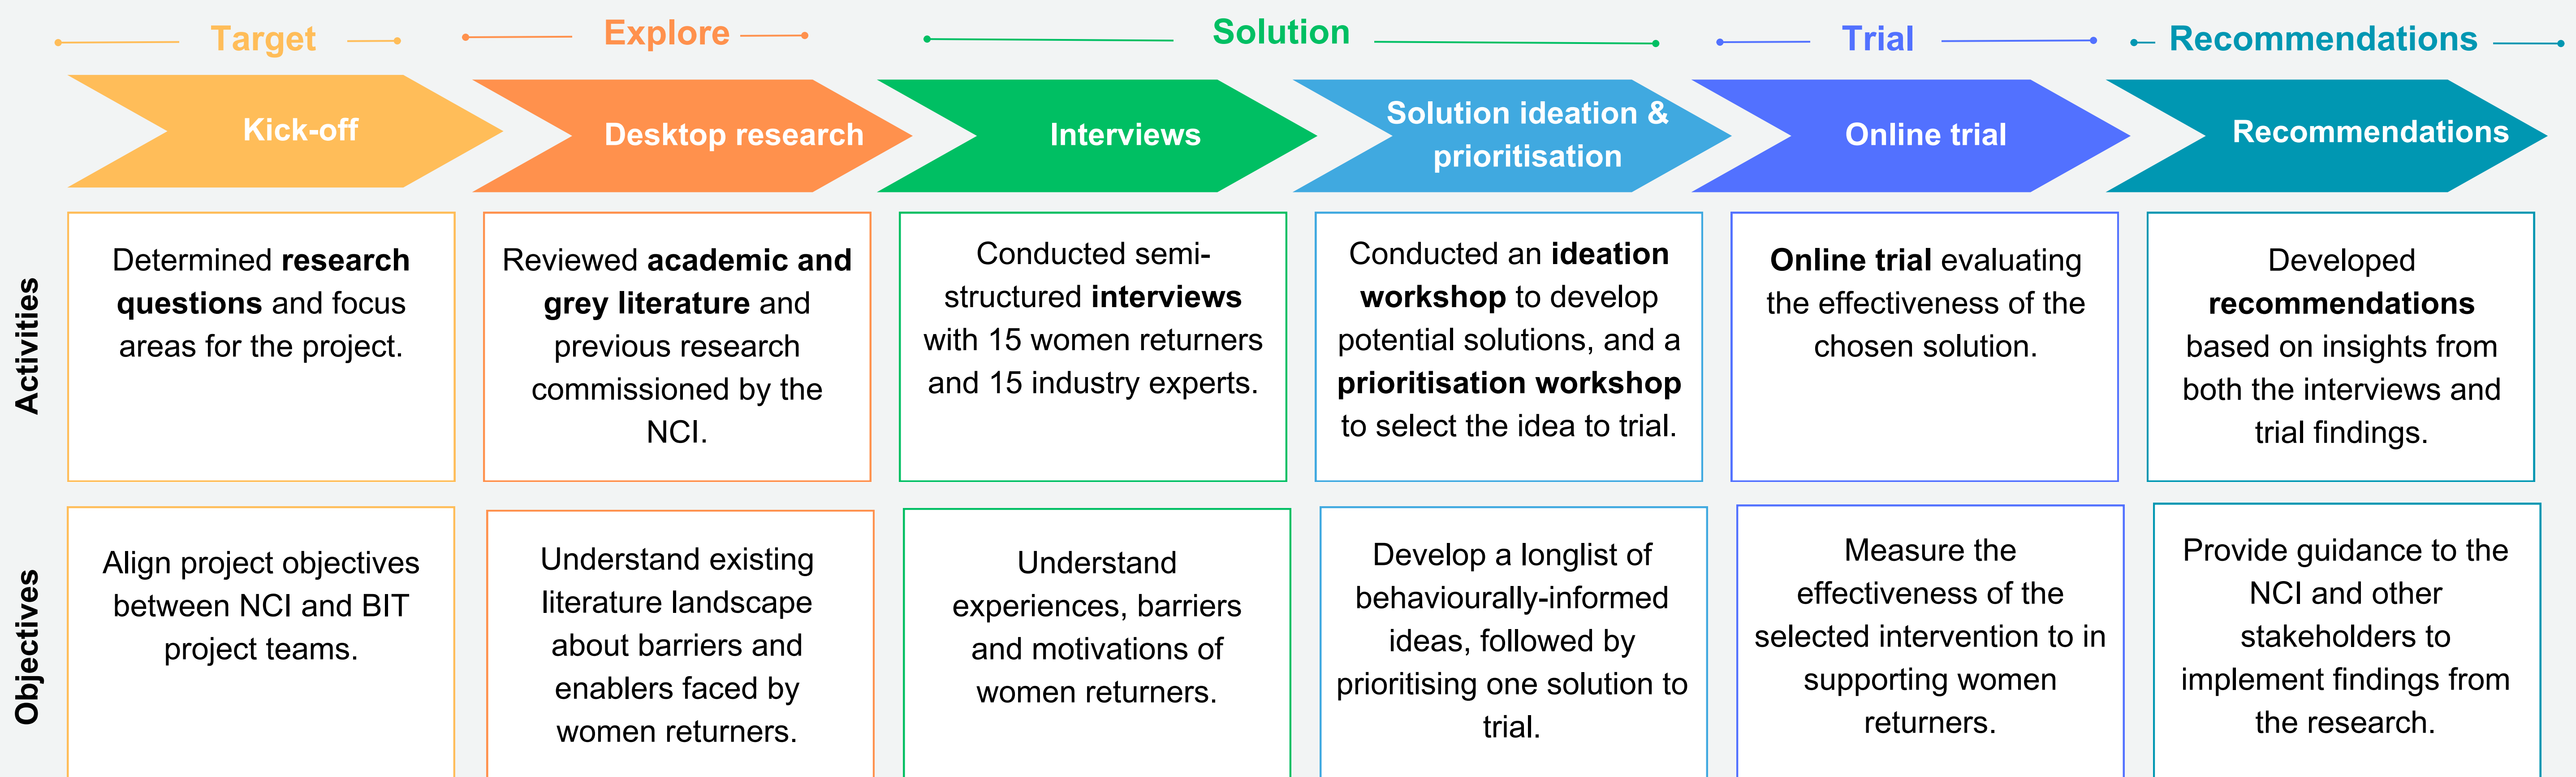 Target
Explore
Solution
Trial
Recommendations
Kick-off
Desktop research
Interviews
Solution ideation &
prioritisation
Online trial
Recommendations
Activities
Determined research
questions and focus
areas for the project.
Reviewed academic and
grey literature and
previous research
commissioned by the
NCI.
Conducted semi-
structured interviews
with 15 women returners
and 15 industry experts.
Conducted an ideation
workshop to develop
potential solutions, and a
prioritisation workshop
to select the idea to trial.
Online trial evaluating
the effectiveness of the
chosen solution.
Developed
recommendations
based on insights from
both the interviews and
trial findings.
Objectives
Align project objectives
between NCI and BIT
project teams.
Understand existing
literature landscape
about barriers and
enablers faced by
women returners.
Understand
experiences, barriers
and motivations of
women returners.
Develop a longlist of
behaviourally-informed
ideas, followed by
prioritising one solution to
trial.
Measure the
effectiveness of the
selected intervention to in
supporting women
returners.
Provide guidance to the
NCI and other
stakeholders to
implement findings from
the research.